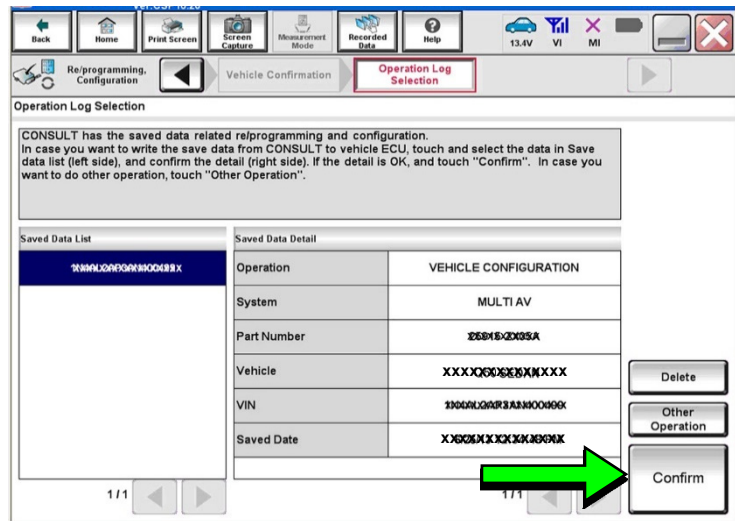 Back
Home
Print Screen
Screen Capture
Measurement Mode
Recorded Data
Help
13.4V
VI
MI
Re/programming, Configuration
Vehicle Confirmation
Operation Log Selection
Operation Log Selection
CONSULT has the saved data related re/programming and configuration.
In case you want to write the save data from CONSULT to vehicle ECU, touch and select the data in Save
data list (left side), and confirm the detail (right side). If the detail is OK, and touch "Confirm".  In case you
want to do other operation, touch "Other Operation".
Saved Data List
Saved Data Detail
Operation
VEHICLE CONFIGURATION
System
MULTI AV
Part Number
Vehicle
VIN
Saved Date
Delete
Other Operation
Confirm
1/1
1/1